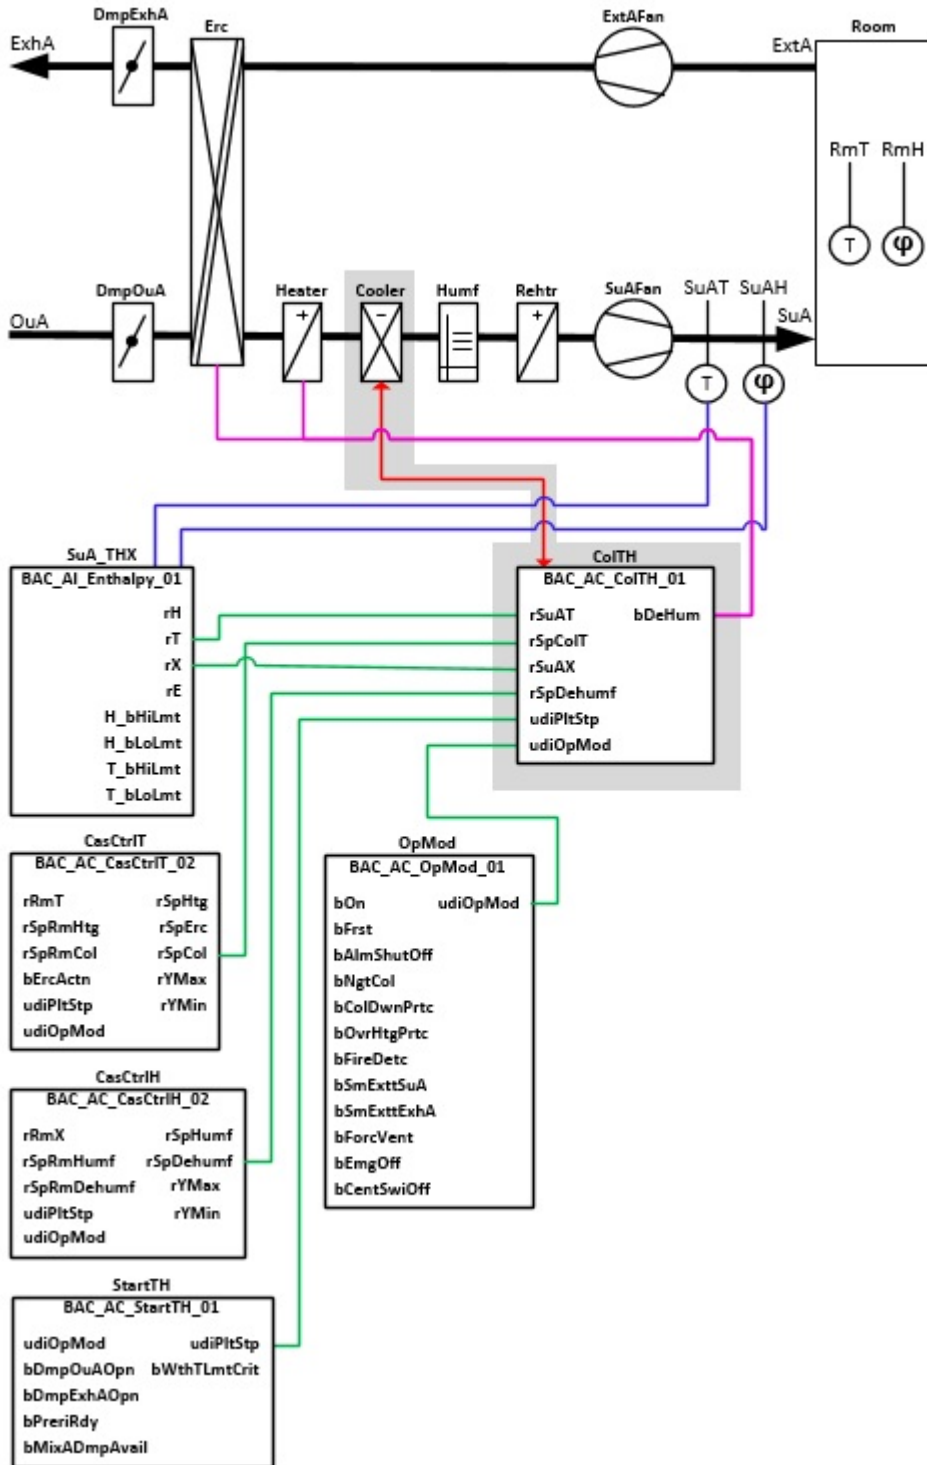 DmpExhA
Erc
ExtAFan
Room
ExhA
ExtA
RmT RmH
T φ
DmpOuA
Heater
Cooler
Humf
Rehtr
SuAFan
SuAT SuAH
OuA
SuA
+
−
+
T φ
SuA_THX
BAC_AI_Enthalpy_01
rH
rT
rX
rE
H_bHiLmt
H_bLoLmt
T_bHiLmt
T_bLoLmt
ColTH
BAC_AC_ColTH_01
rSuAT bDeHum
rSpColT
rSuAX
rSpDehumf
udiPltStp
udiOpMod
CasCtrlT
BAC_AC_CasCtrlT_02
rRmT rSpHtg
rSpRmHtg rSpErc
rSpRmCol rSpCol
bErcActn rYMax
udiPltStp rYMin
udiOpMod
OpMod
BAC_AC_OpMod_01
bOn udiOpMod
bFrst
bAlmShutOff
bNgtCol
bColDwnPrtc
bOvrHtgPrtc
bFireDetc
bSmExttSuA
bSmExttExhA
bForcVent
bEmgOff
bCentSwiOff
CasCtrlH
BAC_AC_CasCtrlH_02
rRmX rSpHumf
rSpRmHumf rSpDehumf
rSpRmDehumf rYMax
udiPltStp rYMin
udiOpMod
StartTH
BAC_AC_StartTH_01
udiOpMod udiPltStp
bDmpOuAOpn bWthTLmtCrit
bDmpExhAOpn
bPreriRdy
bMixADmpAvail